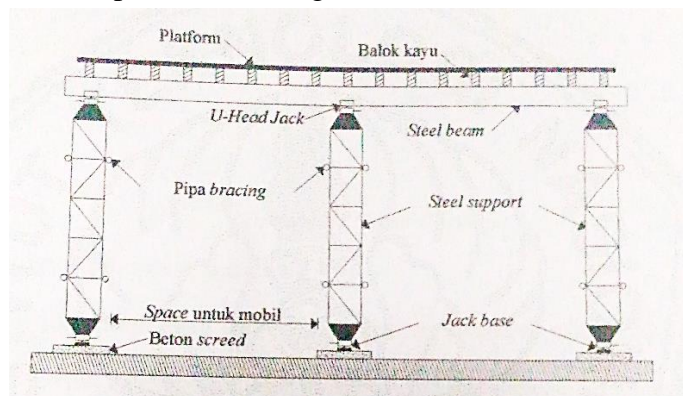 Platform
Balok kayu
U-Head Jack
Steel beam
Pipa bracing
Steel support
Space untuk mobil
Jack base
Beton screed